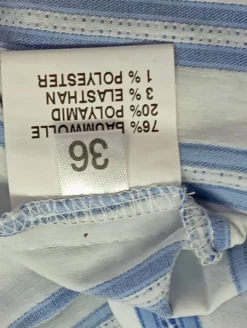 36
76% BAUMWOLLE
20% POLYAMID
3 % ELASTHAN
1 % POLYESTER